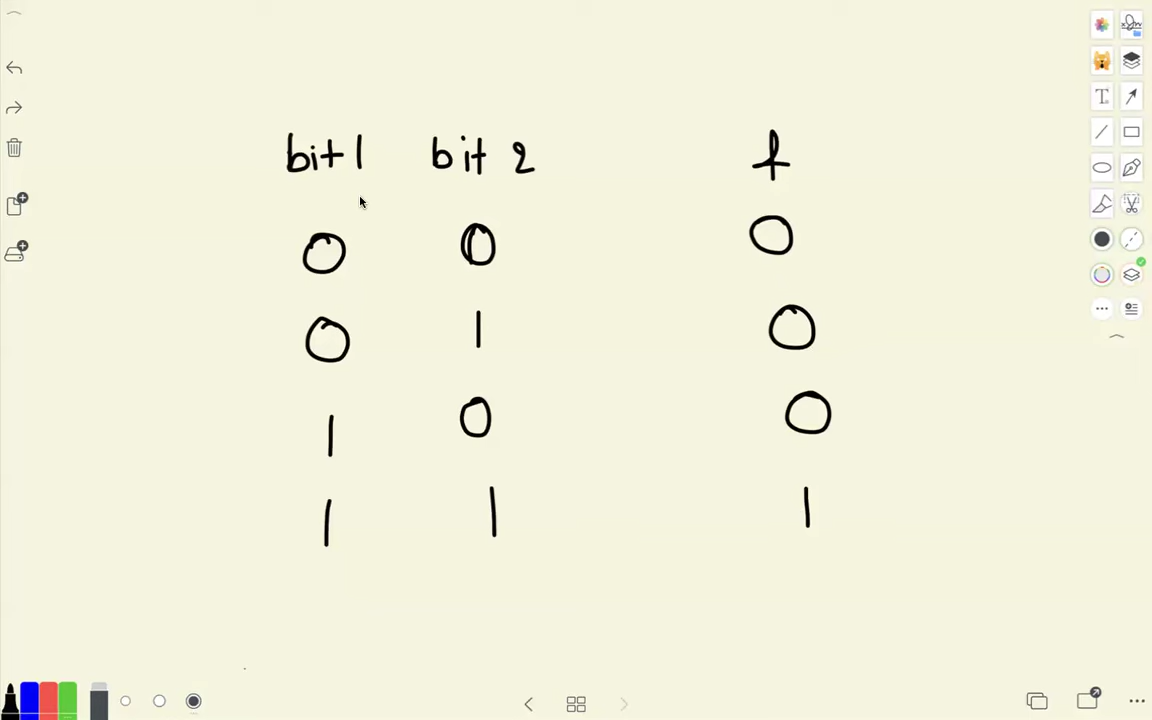 bit 1 bit 2 f
0 0 0
0 1 0
1 0 0
1 1 1